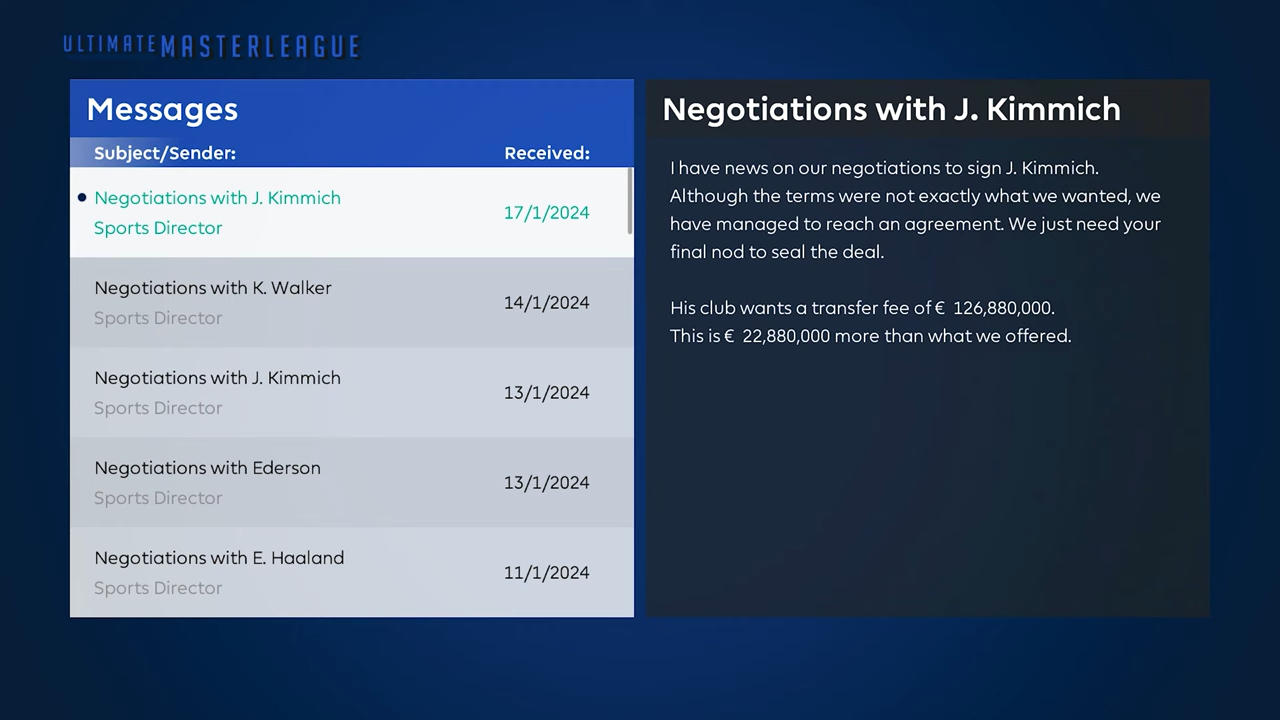 ULTIMATE MASTERLEAGUE
Messages
Subject/Sender: Received:
Negotiations with J. Kimmich
Sports Director
17/1/2024
Negotiations with K. Walker
Sports Director
14/1/2024
Negotiations with J. Kimmich
Sports Director
13/1/2024
Negotiations with Ederson
Sports Director
13/1/2024
Negotiations with E. Haaland
Sports Director
11/1/2024
Negotiations with J. Kimmich
I have news on our negotiations to sign J. Kimmich.
Although the terms were not exactly what we wanted, we
have managed to reach an agreement. We just need your
final nod to seal the deal.
His club wants a transfer fee of € 126,880,000.
This is € 22,880,000 more than what we offered.